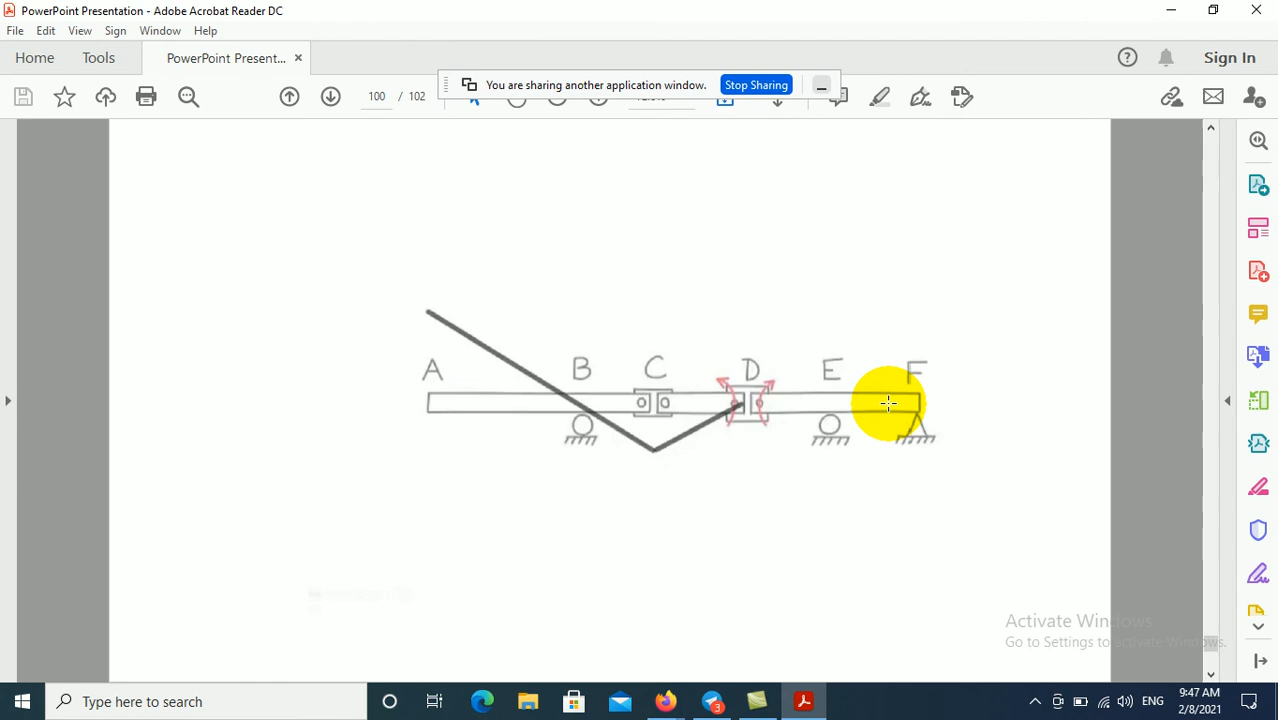 PowerPoint Presentation - Adobe Acrobat Reader DC
File Edit View Sign Window Help
Home Tools PowerPoint Present... Sign In
You are sharing another application window. Stop Sharing
100 / 102
A B C D E F
Activate Windows
Go to Settings to activate Windows.
Type here to search
3
ENG
9:47 AM
2/8/2021